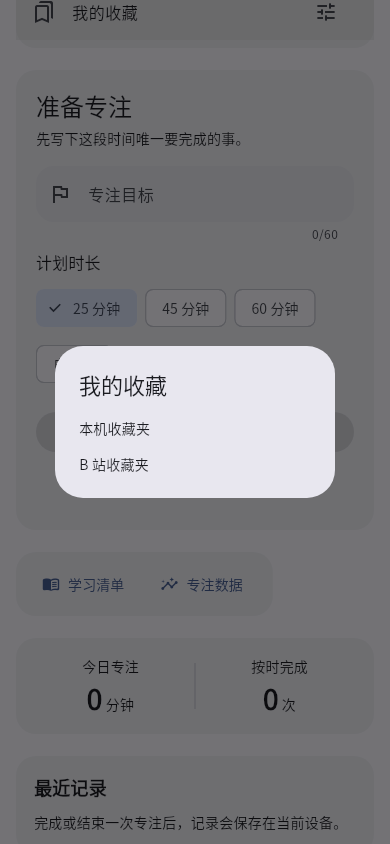 我的收藏
准备专注
先写下这段时间唯一要完成的事。
专注目标
0/60
计划时长
25 分钟
45 分钟
60 分钟
我的收藏
本机收藏夹
B 站收藏夹
学习清单
专注数据
今日专注
按时完成
0 分钟
0 次
最近记录
完成或结束一次专注后，记录会保存在当前设备。